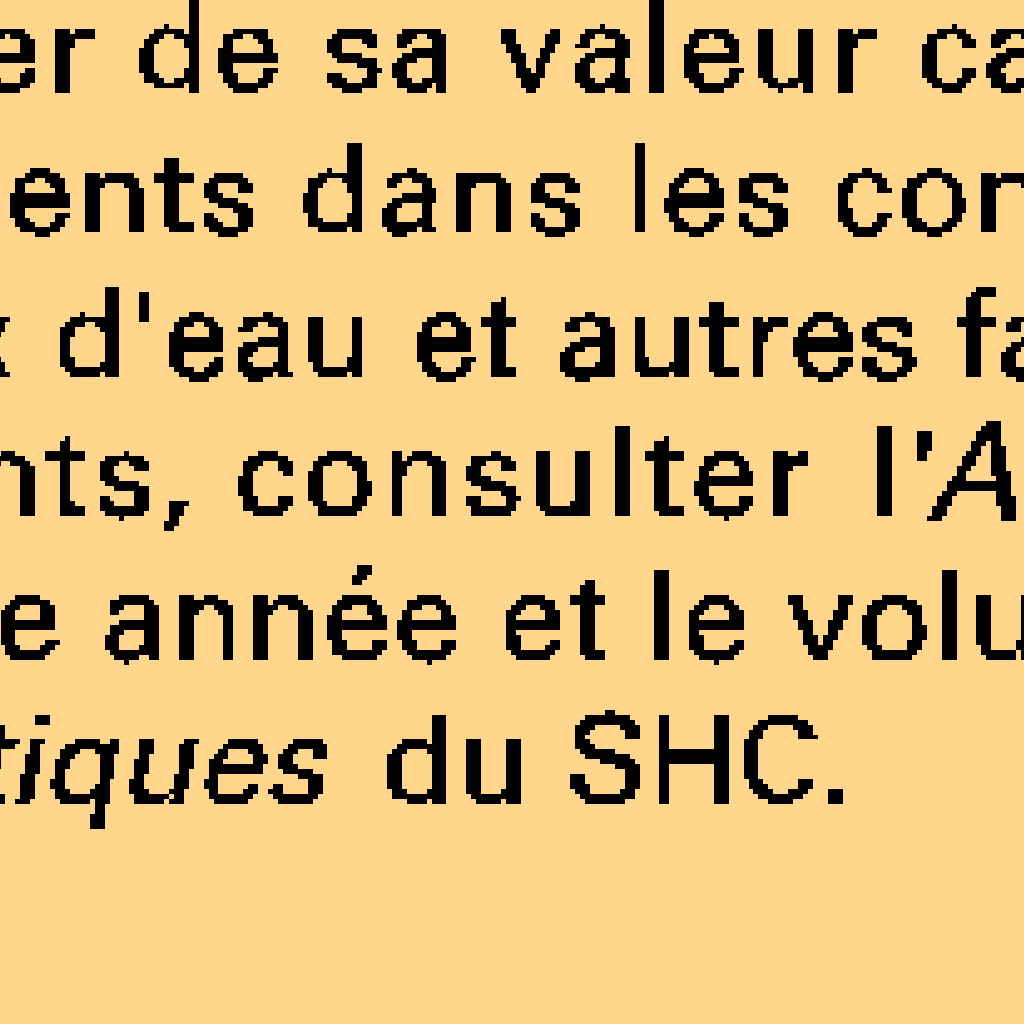 er de sa valeur ca
ents dans les con
x d'eau et autres fa
nts, consulter l'A
e année et le volu
tiques du SHC.